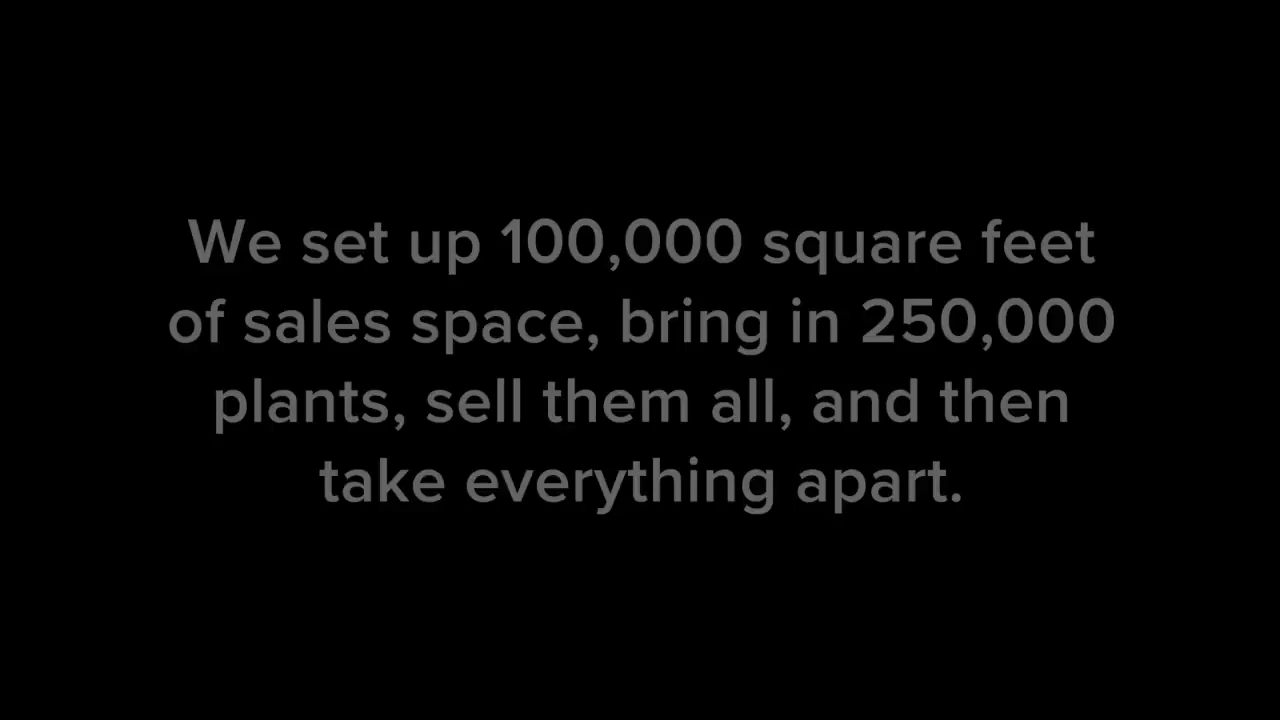 We set up 100,000 square feet
of sales space, bring in 250,000
plants, sell them all, and then
take everything apart.